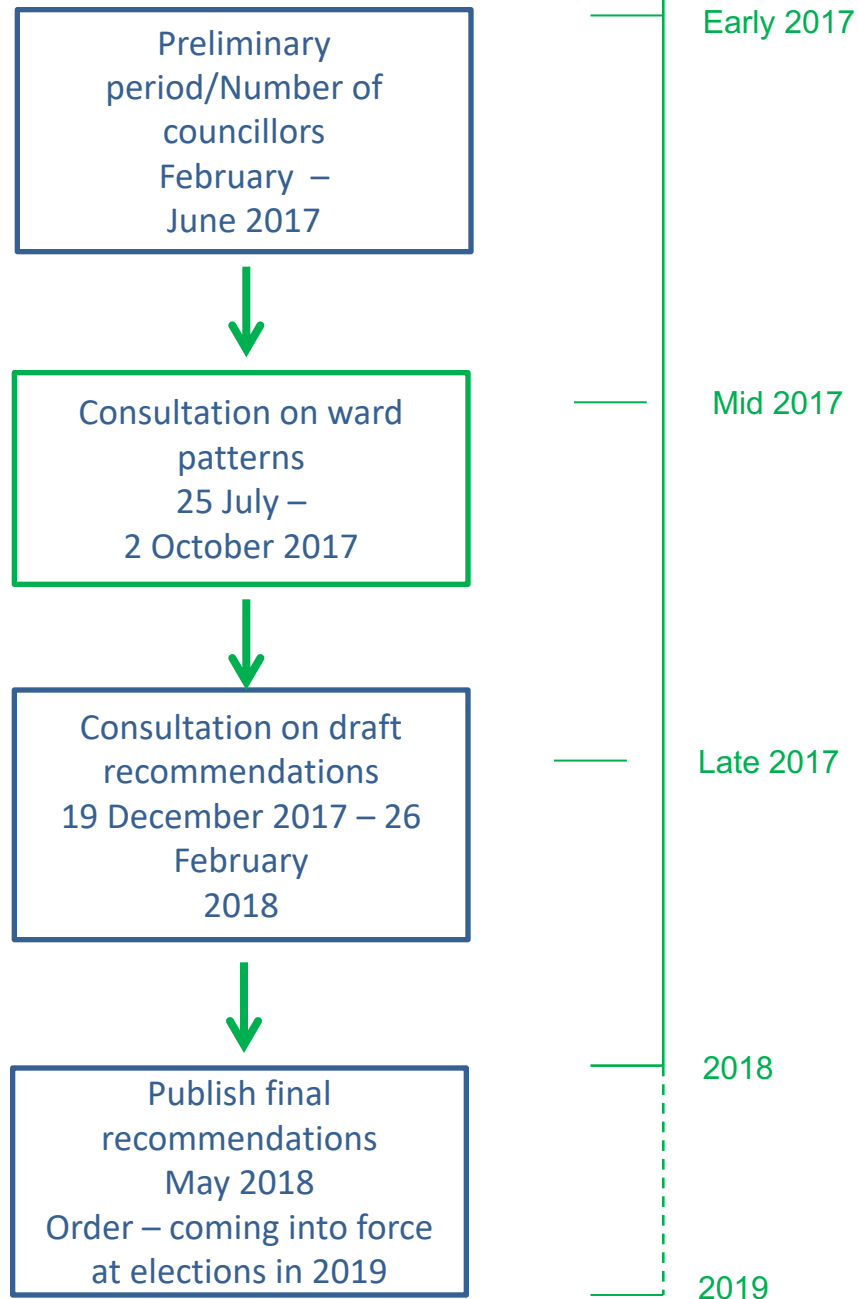 Early 2017
Preliminary
period/Number of
councillors
February –
June 2017
Mid 2017
Consultation on ward
patterns
25 July –
2 October 2017
Late 2017
Consultation on draft
recommendations
19 December 2017 – 26
February
2018
2018
Publish final
recommendations
May 2018
Order – coming into force
at elections in 2019
2019